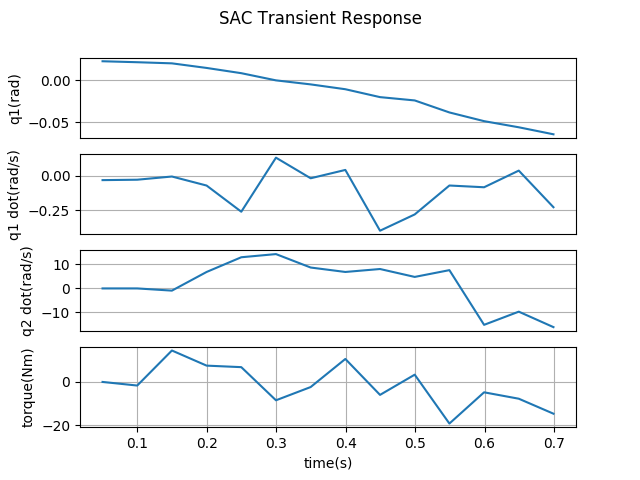 SAC Transient Response
q1(rad)
0.00
−0.05
q1 dot(rad/s)
0.00
−0.25
q2 dot(rad/s)
10
0
−10
torque(Nm)
0
−20
0.1 0.2 0.3 0.4 0.5 0.6 0.7
time(s)